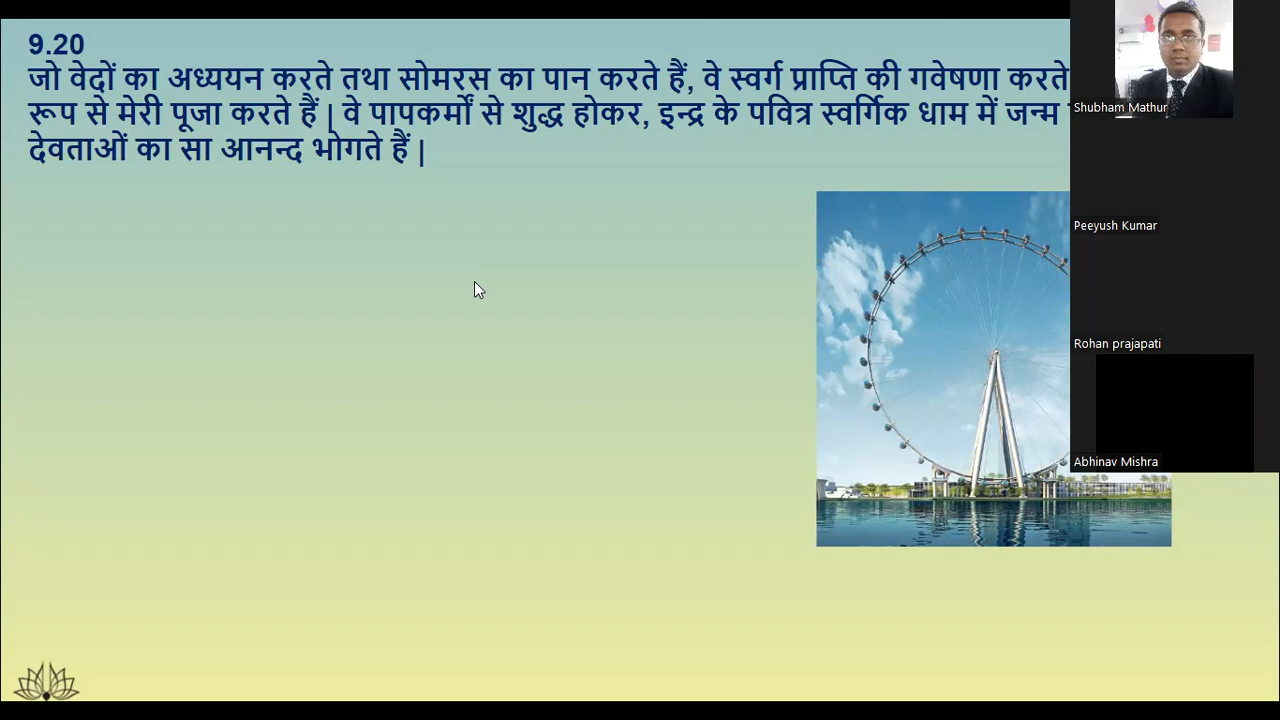 9.20
जो वेदों का अध्ययन करते तथा सोमरस का पान करते हैं, वे स्वर्ग प्राप्ति की गवेषणा करते
रूप से मेरी पूजा करते हैं | वे पापकर्मों से शुद्ध होकर, इन्द्र के पवित्र स्वर्गिक धाम में जन्म
देवताओं का सा आनन्द भोगते हैं |
Shubham Mathur
Peeyush Kumar
Rohan prajapati
Abhinav Mishra